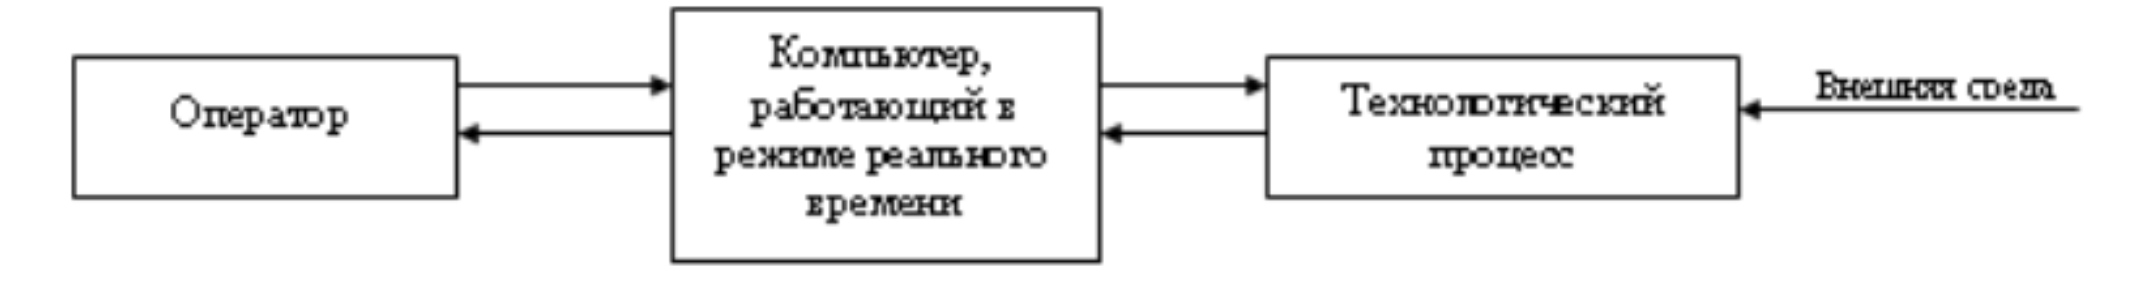 Оператор
Компьютер,
работающий в
режиме реального
времени
Технологический
процесс
Внешняя среда